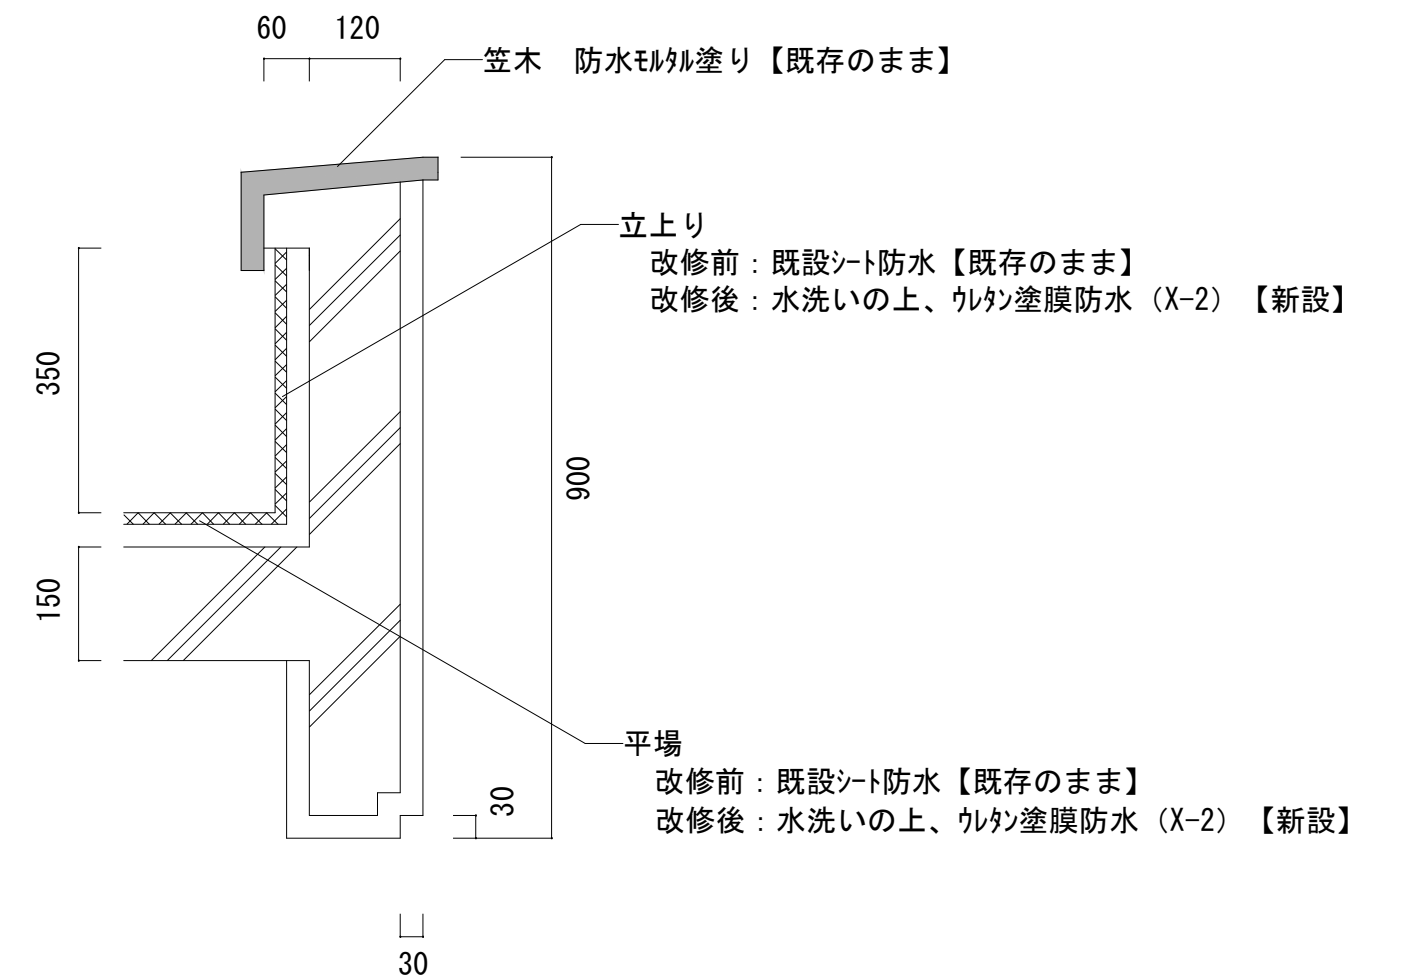 60
120
笠木　防水ﾓﾙﾀﾙ塗り【既存のまま】
立上り
改修前：既設ｼｰﾄ防水【既存のまま】
改修後：水洗いの上、ｳﾚﾀﾝ塗膜防水（X-2）【新設】
350
900
150
平場
改修前：既設ｼｰﾄ防水【既存のまま】
改修後：水洗いの上、ｳﾚﾀﾝ塗膜防水（X-2）【新設】
30
30